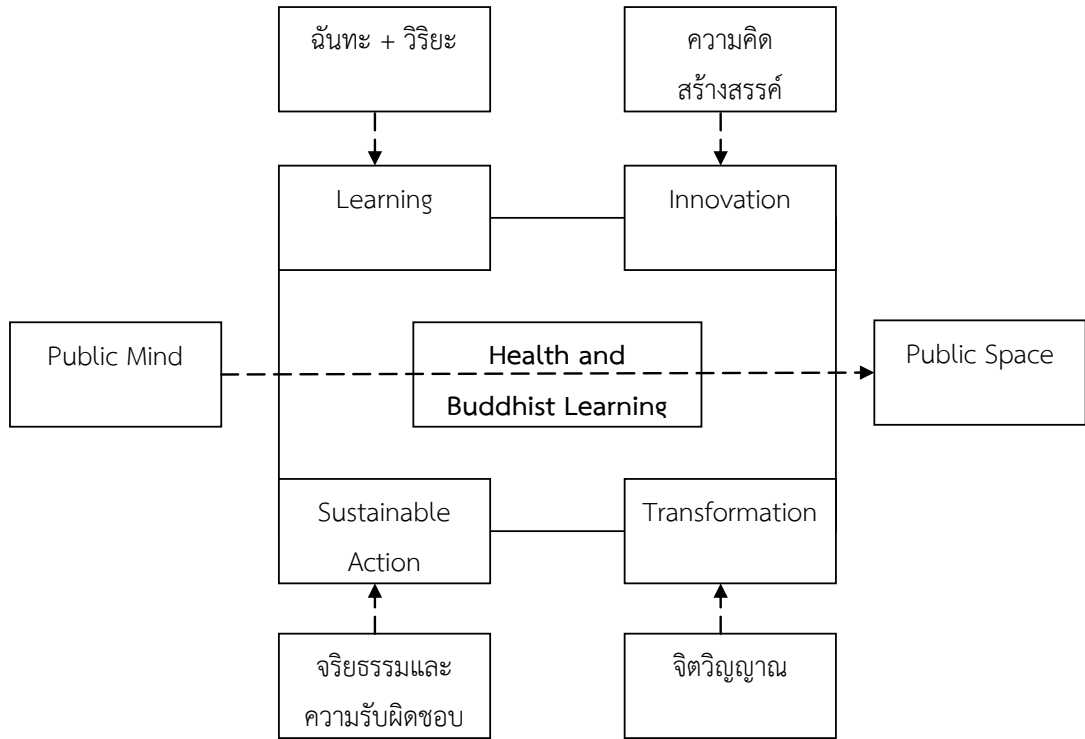 ฉันทะ + วิริยะ
ความคิด
สร้างสรรค์
Learning
Innovation
Public Mind
Health and
Buddhist Learning
Public Space
Sustainable
Action
Transformation
จริยธรรมและ
ความรับผิดชอบ
จิตวิญญาณ